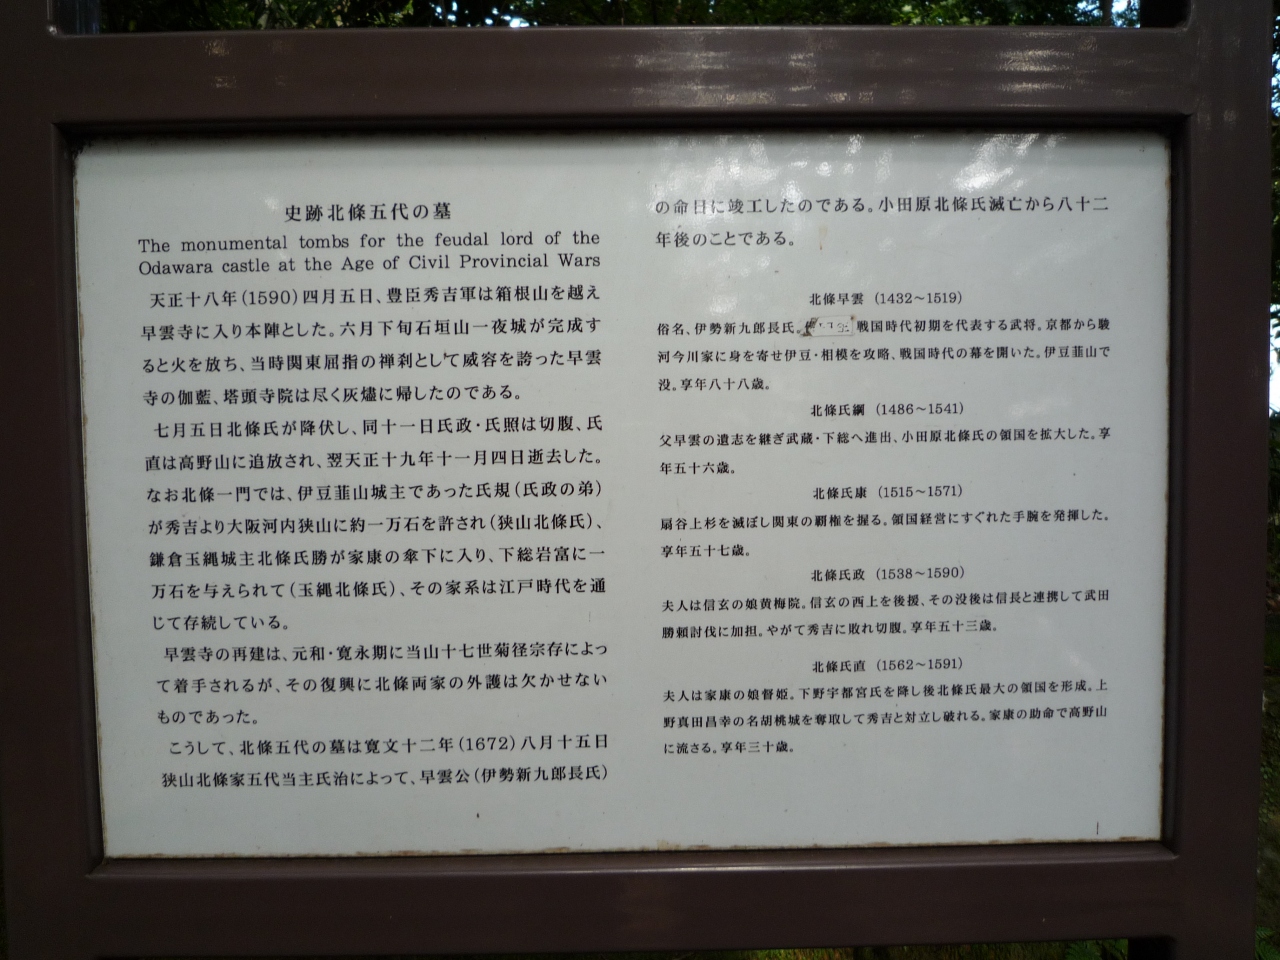 史跡北條五代の墓
The monumental tombs for the feudal lord of the
Odawara castle at the Age of Civil Provincial Wars
天正十八年(1590)四月五日、豊臣秀吉軍は箱根山を越え
早雲寺に入り本陣とした。六月下旬石垣山一夜城が完成す
ると火を放ち、当時関東屈指の禅刹として威容を誇った早雲
寺の伽藍、塔頭寺院は尽く灰燼に帰したのである。
七月五日北條氏が降伏し、同十一日氏政・氏照は切腹、氏
直は高野山に追放され、翌天正十九年十一月四日逝去した。
なお北條一門では、伊豆韮山城主であった氏規(氏政の弟)
が秀吉より大阪河内狭山に約一万石を許され(狭山北條氏)、
鎌倉玉縄城主北條氏勝が家康の傘下に入り、下総岩富に一
万石を与えられて(玉縄北條氏)、その家系は江戸時代を通
じて存続している。
早雲寺の再建は、元和・寛永期に当山十七世菊径宗存によっ
て着手されるが、その復興に北條両家の外護は欠かせない
ものであった。
こうして、北條五代の墓は寛文十二年(1672)八月十五日
狭山北條家五代当主氏治によって、早雲公(伊勢新九郎長氏)
の命日に竣工したのである。小田原北條氏滅亡から八十二
年後のことである。
北條早雲 (1432〜1519)
俗名、伊勢新九郎長氏。戦国時代初期を代表する武将。京都から駿
河今川家に身を寄せ伊豆・相模を攻略、戦国時代の幕を開いた。伊豆韮山で
没。享年八十八歳。
北條氏綱 (1486〜1541)
父早雲の遺志を継ぎ武蔵・下総へ進出、小田原北條氏の領国を拡大した。享
年五十六歳。
北條氏康 (1515〜1571)
扇谷上杉を滅ぼし関東の覇権を握る。領国経営にすぐれた手腕を発揮した。
享年五十七歳。
北條氏政 (1538〜1590)
夫人は信玄の娘黄梅院。信玄の西上を後援、その没後は信長と連携して武田
勝頼討伐に加担。やがて秀吉に敗れ切腹。享年五十三歳。
北條氏直 (1562〜1591)
夫人は家康の娘督姫。下野宇都宮氏を降し後北條氏最大の領国を形成。上
野真田昌幸の名胡桃城を奪取して秀吉と対立し破れる。家康の助命で高野山
に流さる。享年三十歳。